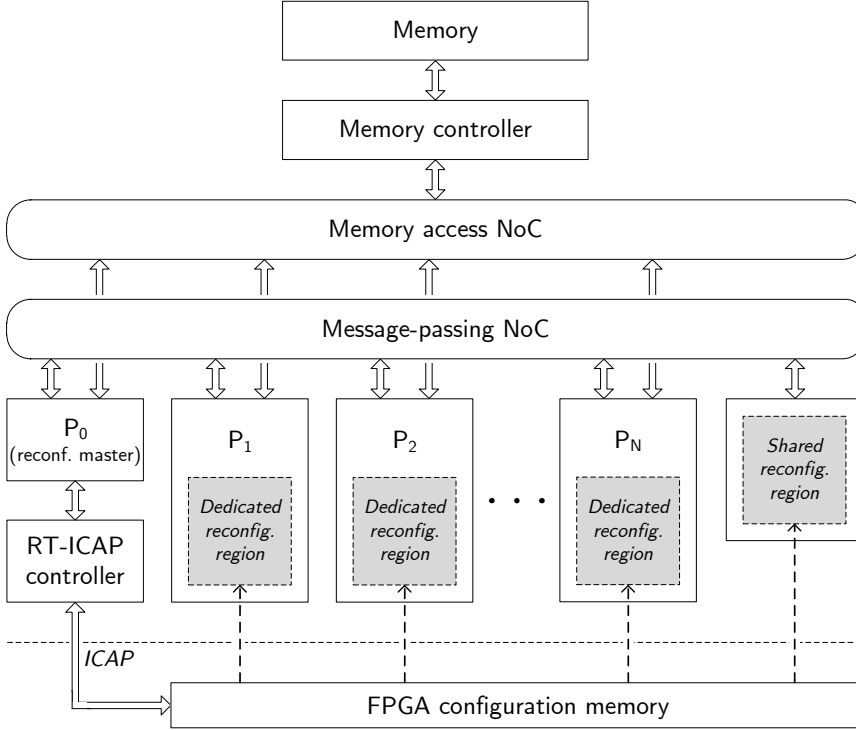 Memory
Memory controller
Memory access NoC
Message-passing NoC
P0
(reconf. master)
RT-ICAP
controller
P1
Dedicated
reconfig.
region
P2
Dedicated
reconfig.
region
PN
Dedicated
reconfig.
region
Shared
reconfig.
region
ICAP
FPGA configuration memory